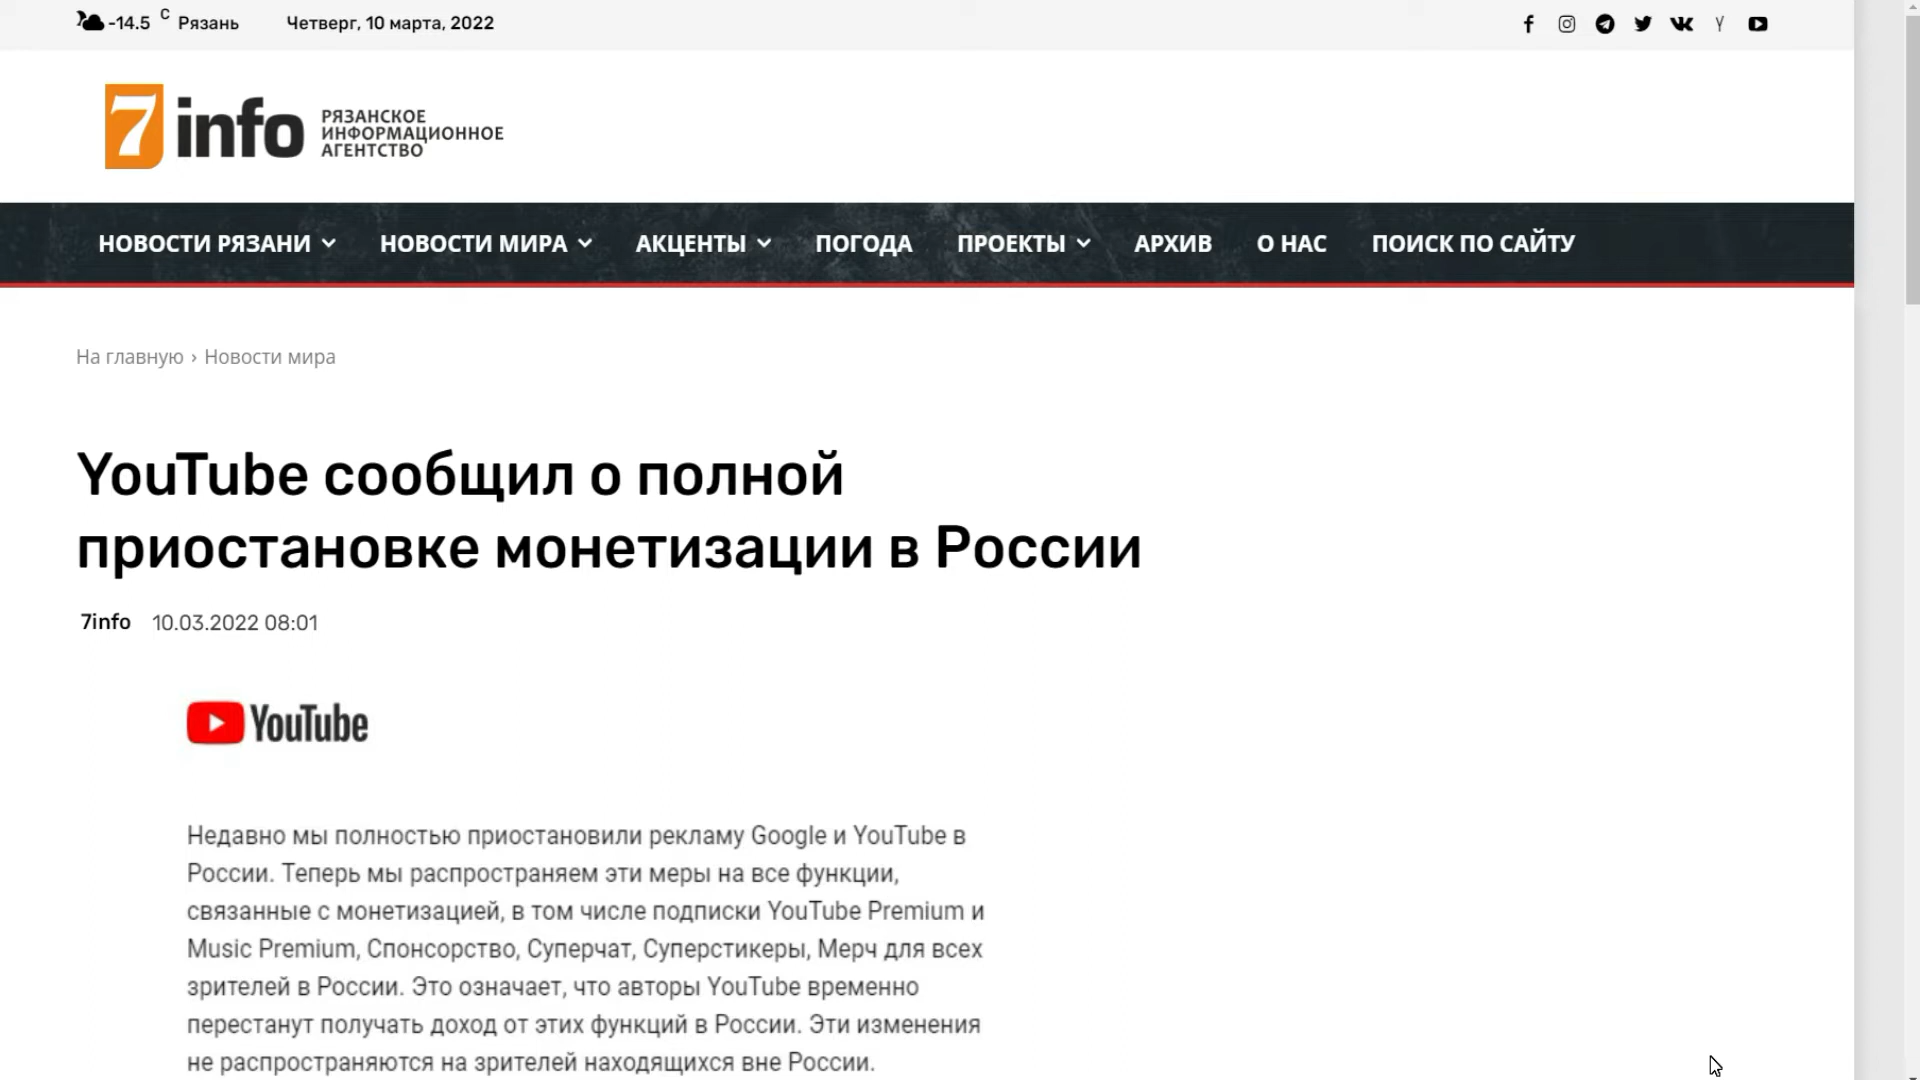 -14.5 C Рязань Четверг, 10 марта, 2022
7info РЯЗАНСКОЕ
ИНФОРМАЦИОННОЕ
АГЕНТСТВО
НОВОСТИ РЯЗАНИ НОВОСТИ МИРА АКЦЕНТЫ ПОГОДА ПРОЕКТЫ АРХИВ О НАС ПОИСК ПО САЙТУ
На главную › Новости мира
YouTube сообщил о полной
приостановке монетизации в России
7info 10.03.2022 08:01
YouTube
Недавно мы полностью приостановили рекламу Google и YouTube в
России. Теперь мы распространяем эти меры на все функции,
связанные с монетизацией, в том числе подписки YouTube Premium и
Music Premium, Спонсорство, Суперчат, Суперстикеры, Мерч для всех
зрителей в России. Это означает, что авторы YouTube временно
перестанут получать доход от этих функций в России. Эти изменения
не распространяются на зрителей находящихся вне России.